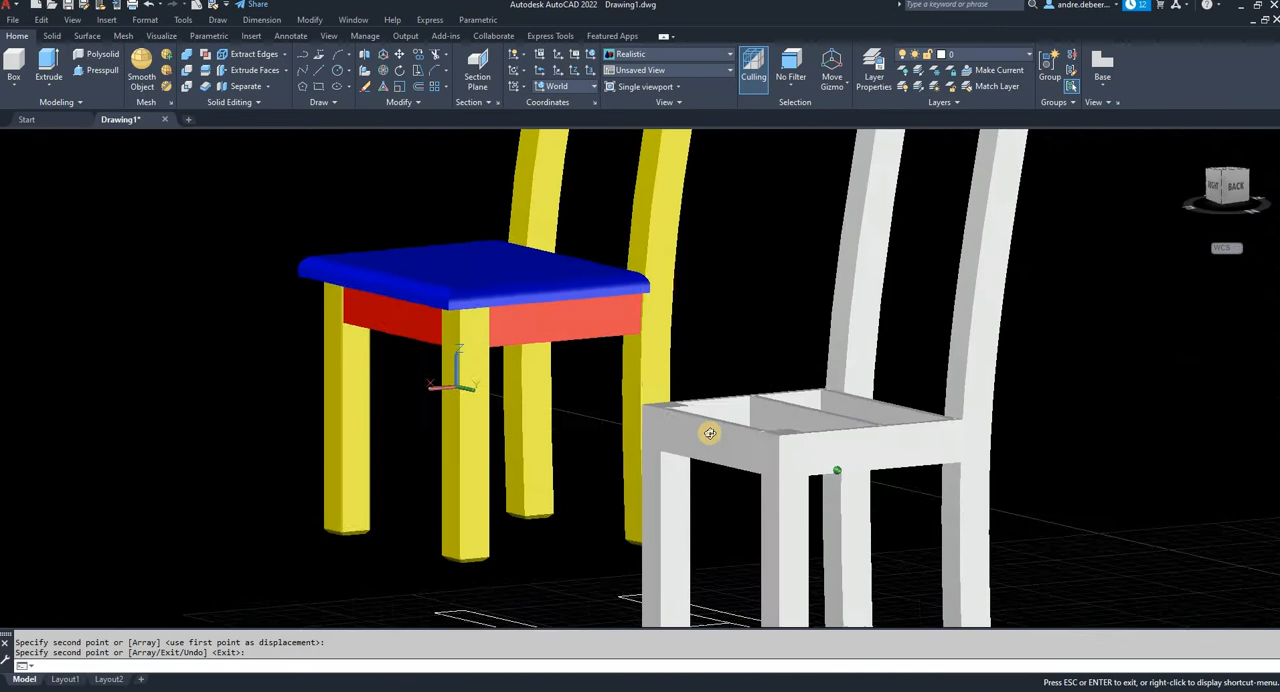 Share
Autodesk AutoCAD 2022 Drawing1.dwg
Type a keyword or phrase
andre.debeer...
12
File Edit View Insert Format Tools Draw Dimension Modify Window Help Express Parametric
Home Solid Surface Mesh Visualize Parametric Insert Annotate View Manage Output Add-ins Collaborate Express Tools Featured Apps
Box
Extrude
Polysolid
Presspull
Smooth Object
Extract Edges
Extrude Faces
Separate
Section Plane
World
Realistic
Unsaved View
Single viewport
Culling
No Filter
Move Gizmo
Layer Properties
0
Make Current
Match Layer
Group
Base
Modeling Mesh Solid Editing Draw Modify Section Coordinates View Selection Layers Groups View
Start Drawing1*
RIGHT BACK
WCS
Z
X Y
Specify second point or [Array] <use first point as displacement>:
Specify second point or [Array/Exit/Undo] <Exit>:
Model Layout1 Layout2
Press ESC or ENTER to exit, or right-click to display shortcut-menu.